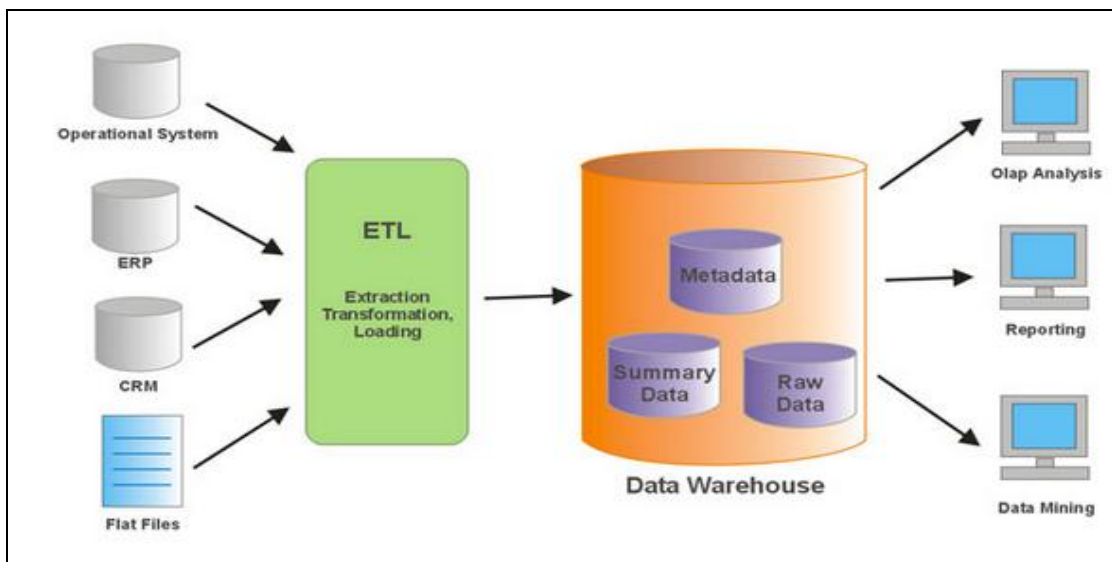 Operational System
ERP
CRM
Flat Files
ETL
Extraction
Transformation,
Loading
Metadata
Summary
Data
Raw
Data
Data Warehouse
Olap Analysis
Reporting
Data Mining